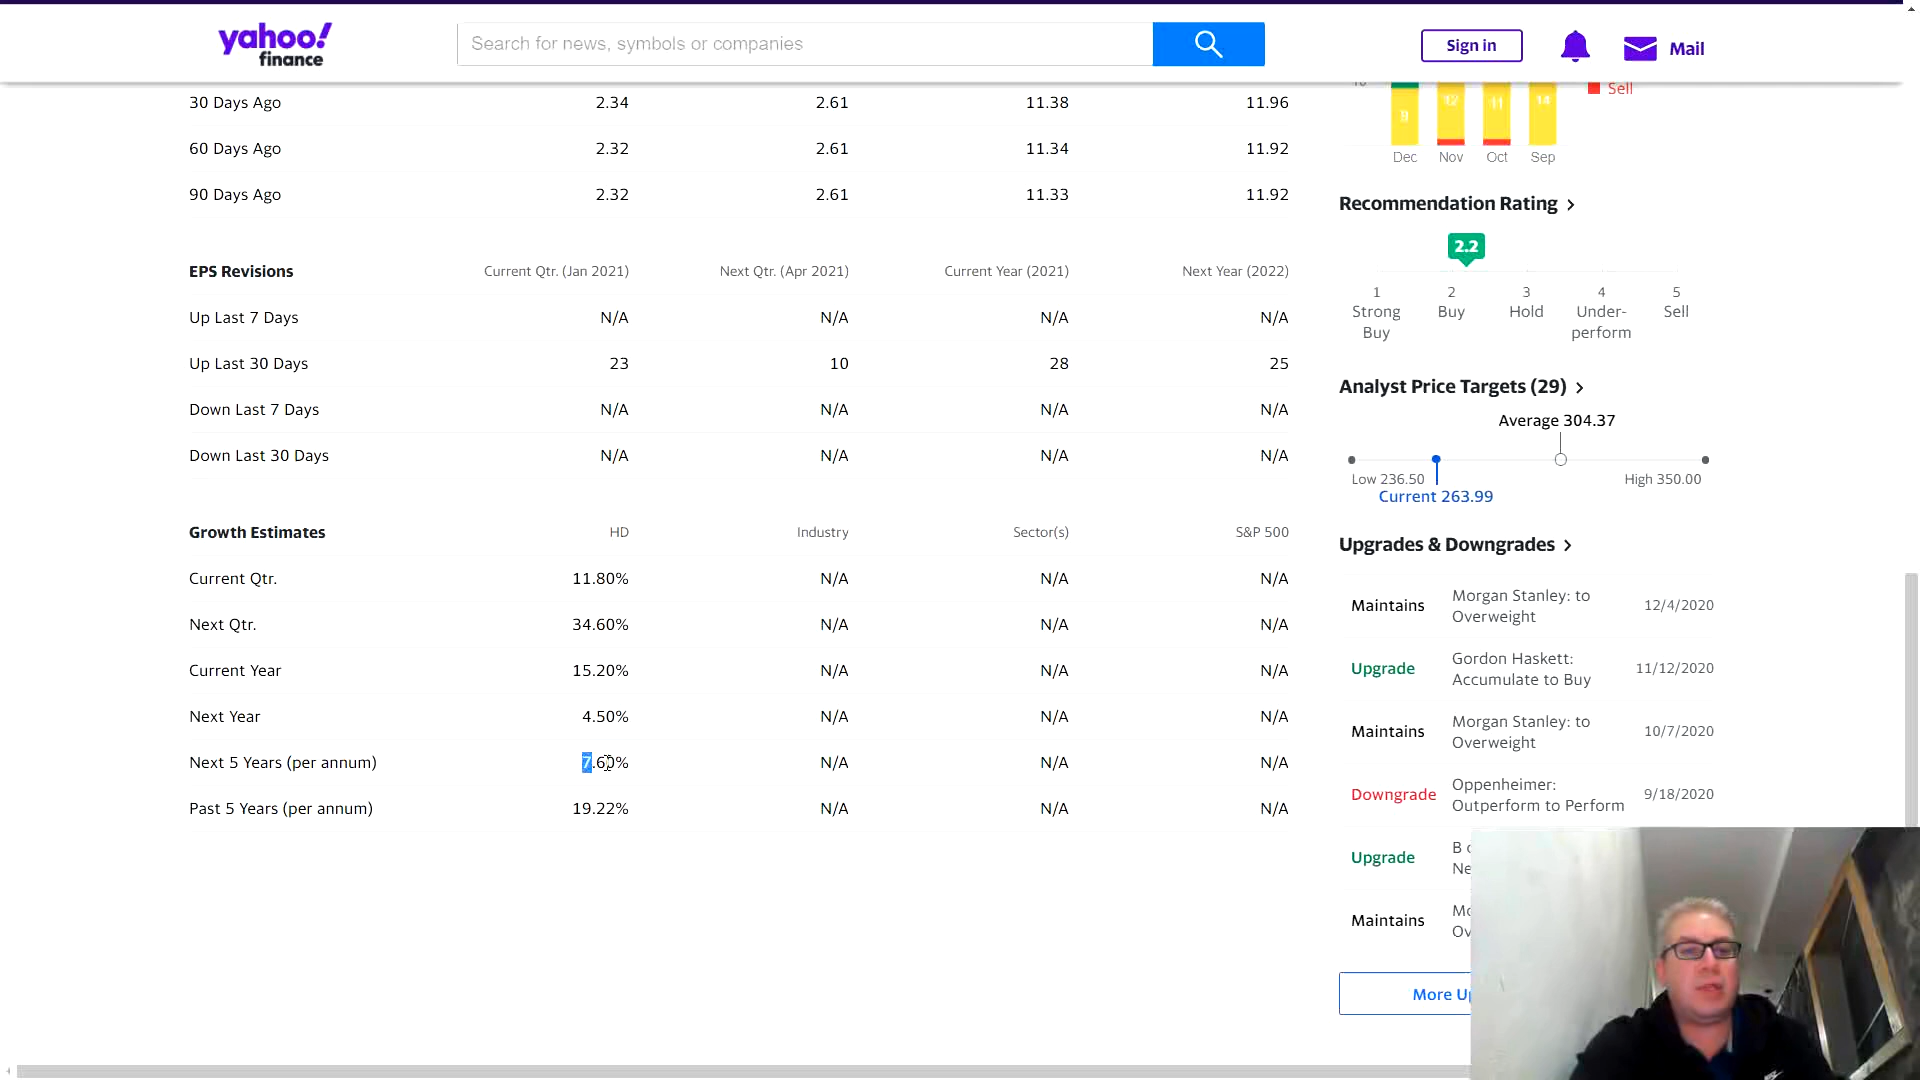 yahoo!
finance
Search for news, symbols or companies
Sign in
Mail
30 Days Ago 2.34 2.61 11.38 11.96
60 Days Ago 2.32 2.61 11.34 11.92
90 Days Ago 2.32 2.61 11.33 11.92
EPS Revisions Current Qtr. (Jan 2021) Next Qtr. (Apr 2021) Current Year (2021) Next Year (2022)
Up Last 7 Days N/A N/A N/A N/A
Up Last 30 Days 23 10 28 25
Down Last 7 Days N/A N/A N/A N/A
Down Last 30 Days N/A N/A N/A N/A
Growth Estimates HD Industry Sector(s) S&P 500
Current Qtr. 11.80% N/A N/A N/A
Next Qtr. 34.60% N/A N/A N/A
Current Year 15.20% N/A N/A N/A
Next Year 4.50% N/A N/A N/A
Next 5 Years (per annum) 7.60% N/A N/A N/A
Past 5 Years (per annum) 19.22% N/A N/A N/A
Sell
12 11 14
Dec Nov Oct Sep
Recommendation Rating >
2.2
1 2 3 4 5
Strong Buy Hold Under- Sell
Buy perform
Analyst Price Targets (29) >
Average 304.37
Low 236.50 High 350.00
Current 263.99
Upgrades & Downgrades >
Maintains Morgan Stanley: to Overweight 12/4/2020
Upgrade Gordon Haskett: Accumulate to Buy 11/12/2020
Maintains Morgan Stanley: to Overweight 10/7/2020
Downgrade Oppenheimer: Outperform to Perform 9/18/2020
Upgrade B
Ne
Maintains Mo
Ov
More